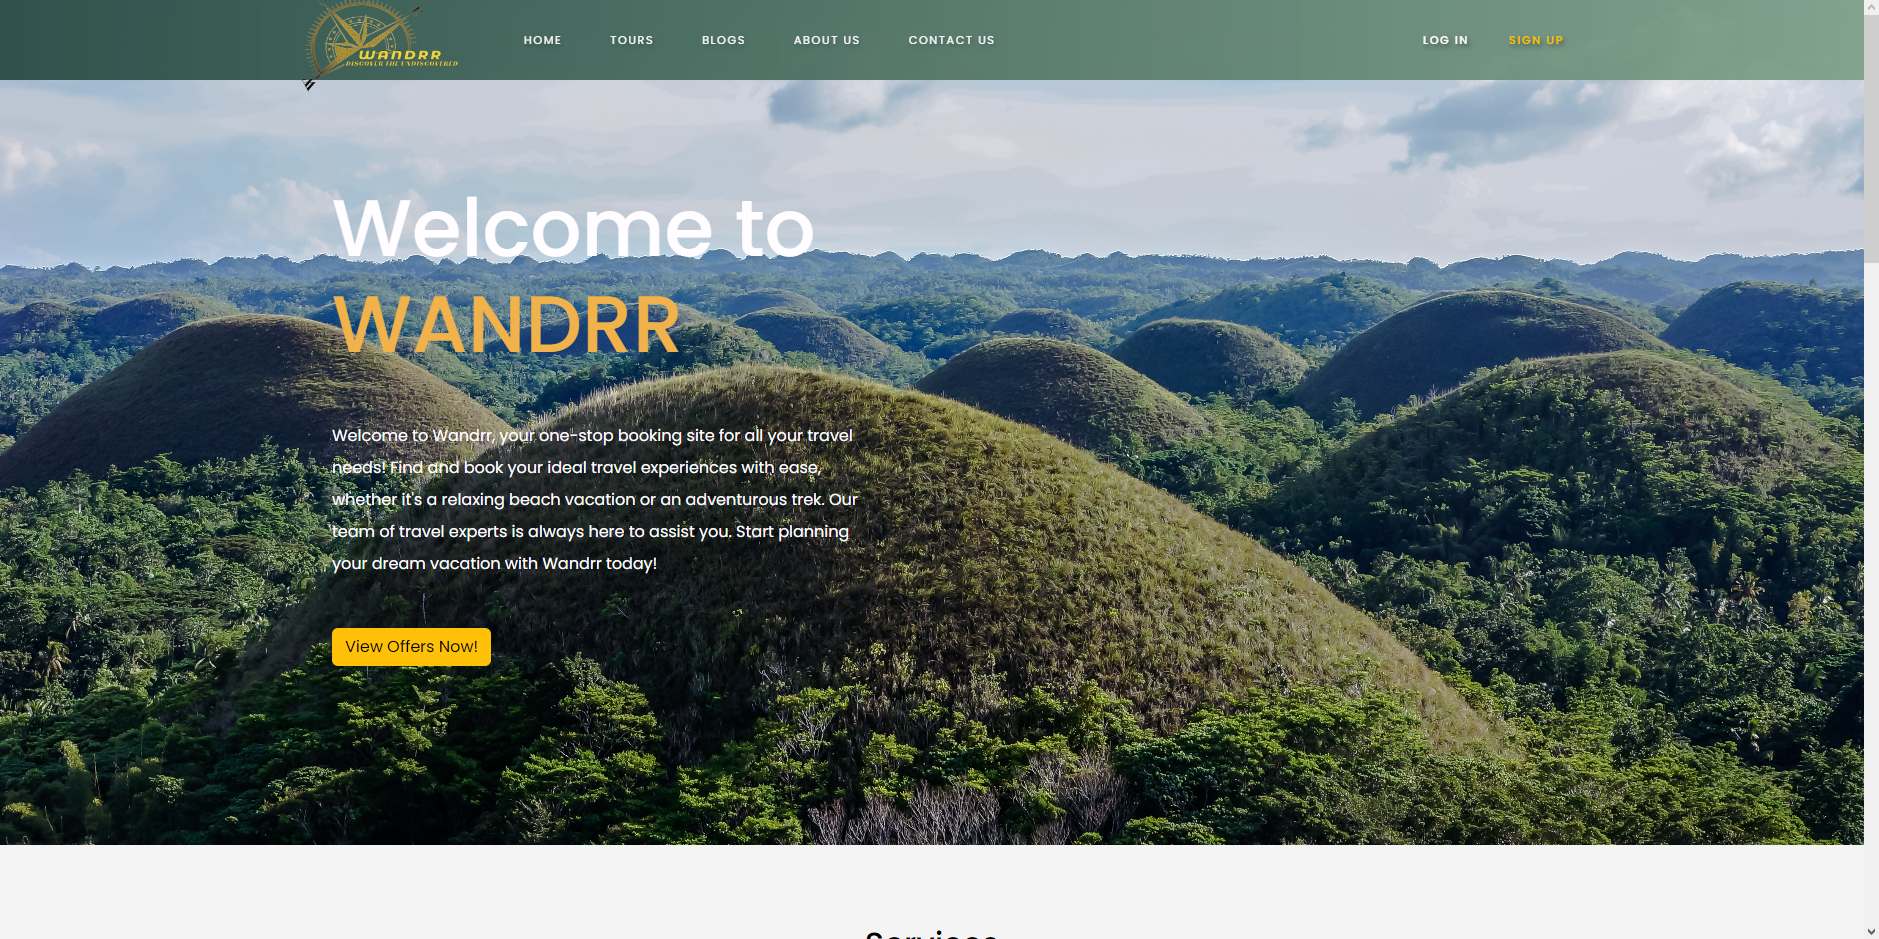 WANDRR
DISCOVER THE UNDISCOVERED
HOME TOURS BLOGS ABOUT US CONTACT US LOG IN SIGN UP
Welcome to
WANDRR
Welcome to Wandrr, your one-stop booking site for all your travel
needs! Find and book your ideal travel experiences with ease,
whether it's a relaxing beach vacation or an adventurous trek. Our
team of travel experts is always here to assist you. Start planning
your dream vacation with Wandrr today!
View Offers Now!
Services